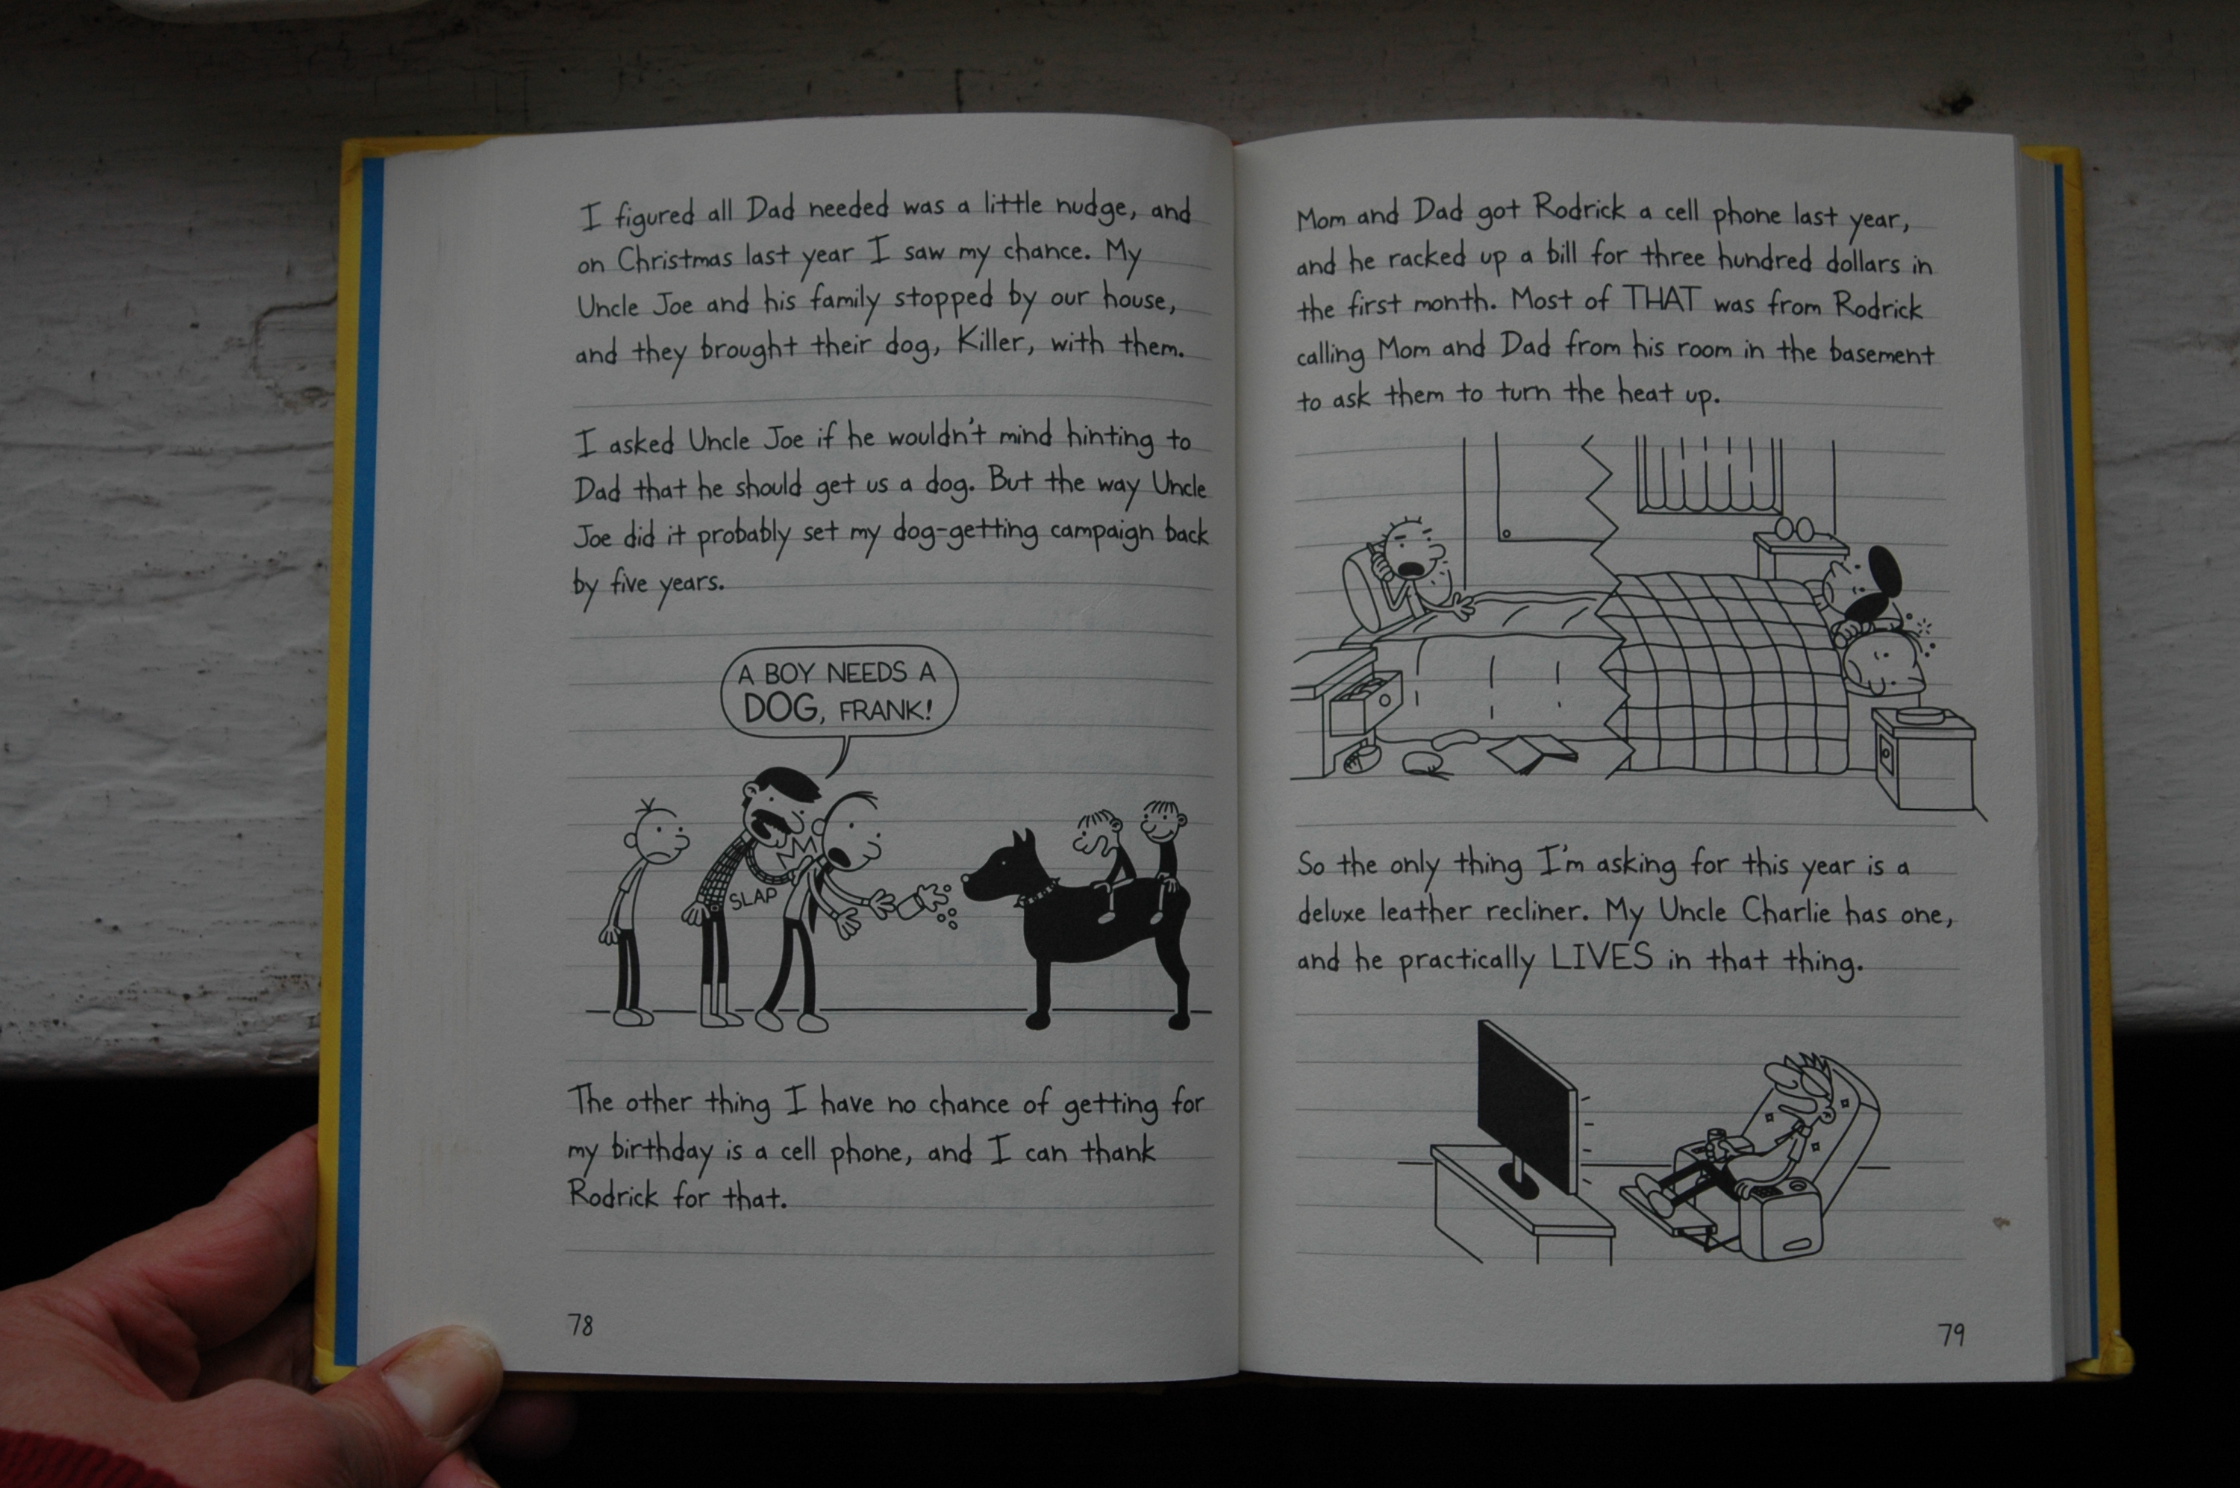 I figured all Dad needed was a little nudge, and
on Christmas last year I saw my chance. My
Uncle Joe and his family stopped by our house,
and they brought their dog, Killer, with them.
I asked Uncle Joe if he wouldn't mind hinting to
Dad that he should get us a dog. But the way Uncle
Joe did it probably set my dog-getting campaign back
by five years.
A BOY NEEDS A
DOG, FRANK!
SLAP
The other thing I have no chance of getting for
my birthday is a cell phone, and I can thank
Rodrick for that.
78
Mom and Dad got Rodrick a cell phone last year,
and he racked up a bill for three hundred dollars in
the first month. Most of THAT was from Rodrick
calling Mom and Dad from his room in the basement
to ask them to turn the heat up.
So the only thing I'm asking for this year is a
deluxe leather recliner. My Uncle Charlie has one,
and he practically LIVES in that thing.
79